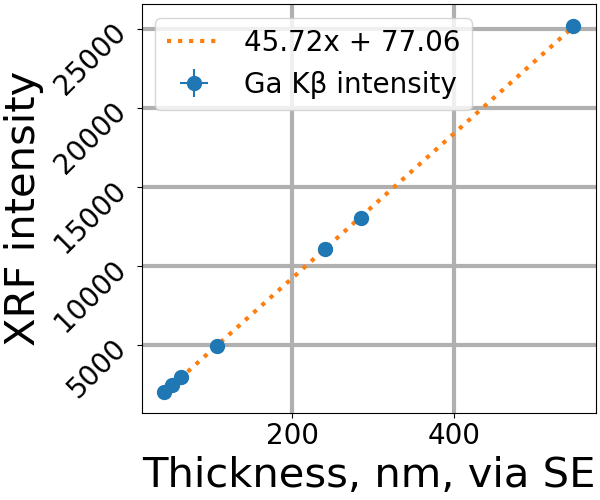 45.72x + 77.06
Ga Kβ intensity
XRF intensity
25000
20000
15000
10000
5000
200 400
Thickness, nm, via SE